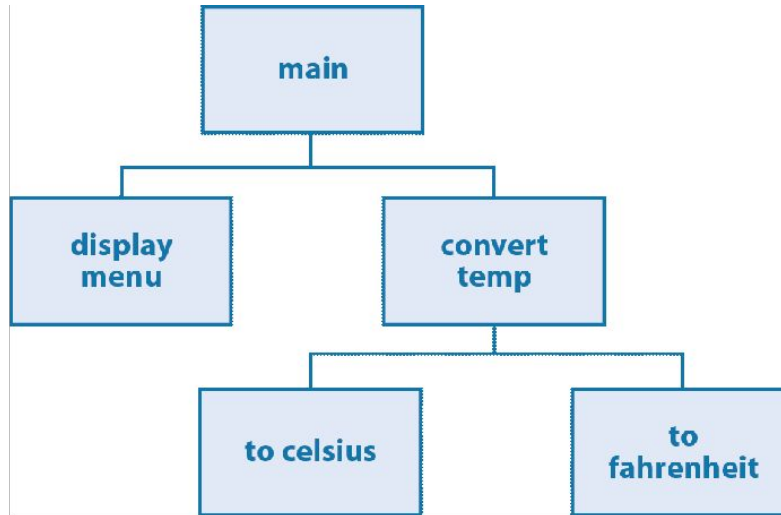 main
display
menu
convert
temp
to celsius
to
fahrenheit